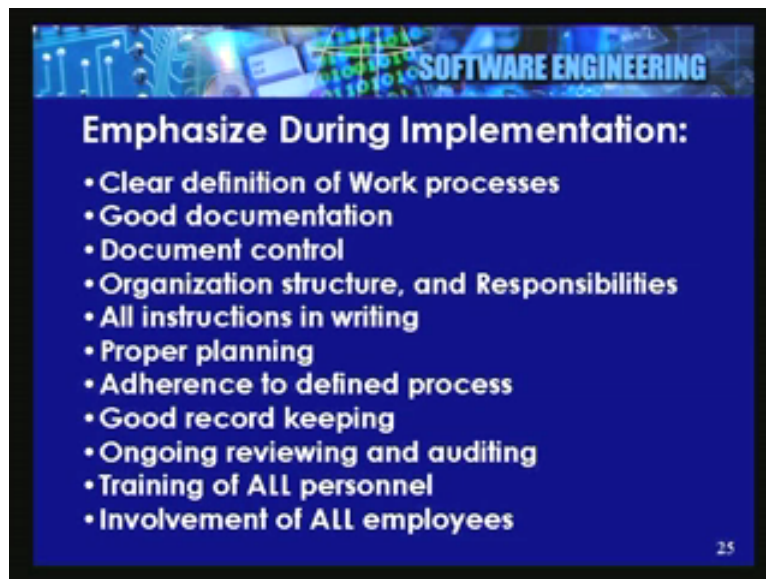 SOFTWARE ENGINEERING
Emphasize During Implementation:
• Clear definition of Work processes
• Good documentation
• Document control
• Organization structure, and Responsibilities
• All instructions in writing
• Proper planning
• Adherence to defined process
• Good record keeping
• Ongoing reviewing and auditing
• Training of ALL personnel
• Involvement of ALL employees
25